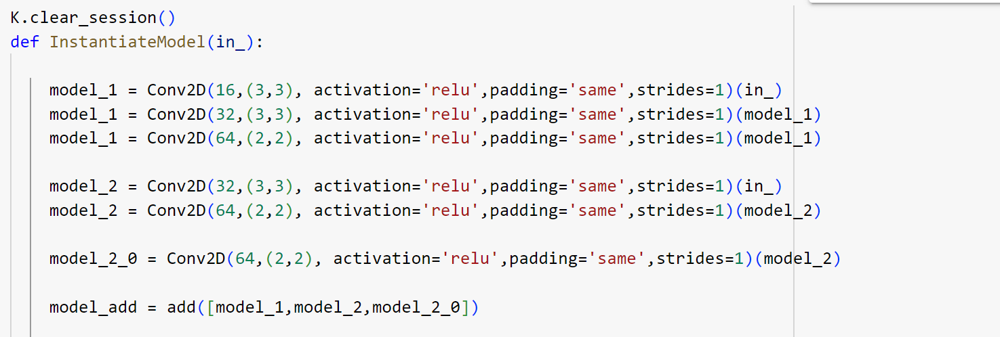 K.clear_session()
def InstantiateModel(in_):
model_1 = Conv2D(16,(3,3), activation='relu',padding='same',strides=1)(in_)
model_1 = Conv2D(32,(3,3), activation='relu',padding='same',strides=1)(model_1)
model_1 = Conv2D(64,(2,2), activation='relu',padding='same',strides=1)(model_1)
model_2 = Conv2D(32,(3,3), activation='relu',padding='same',strides=1)(in_)
model_2 = Conv2D(64,(2,2), activation='relu',padding='same',strides=1)(model_2)
model_2_0 = Conv2D(64,(2,2), activation='relu',padding='same',strides=1)(model_2)
model_add = add([model_1,model_2,model_2_0])